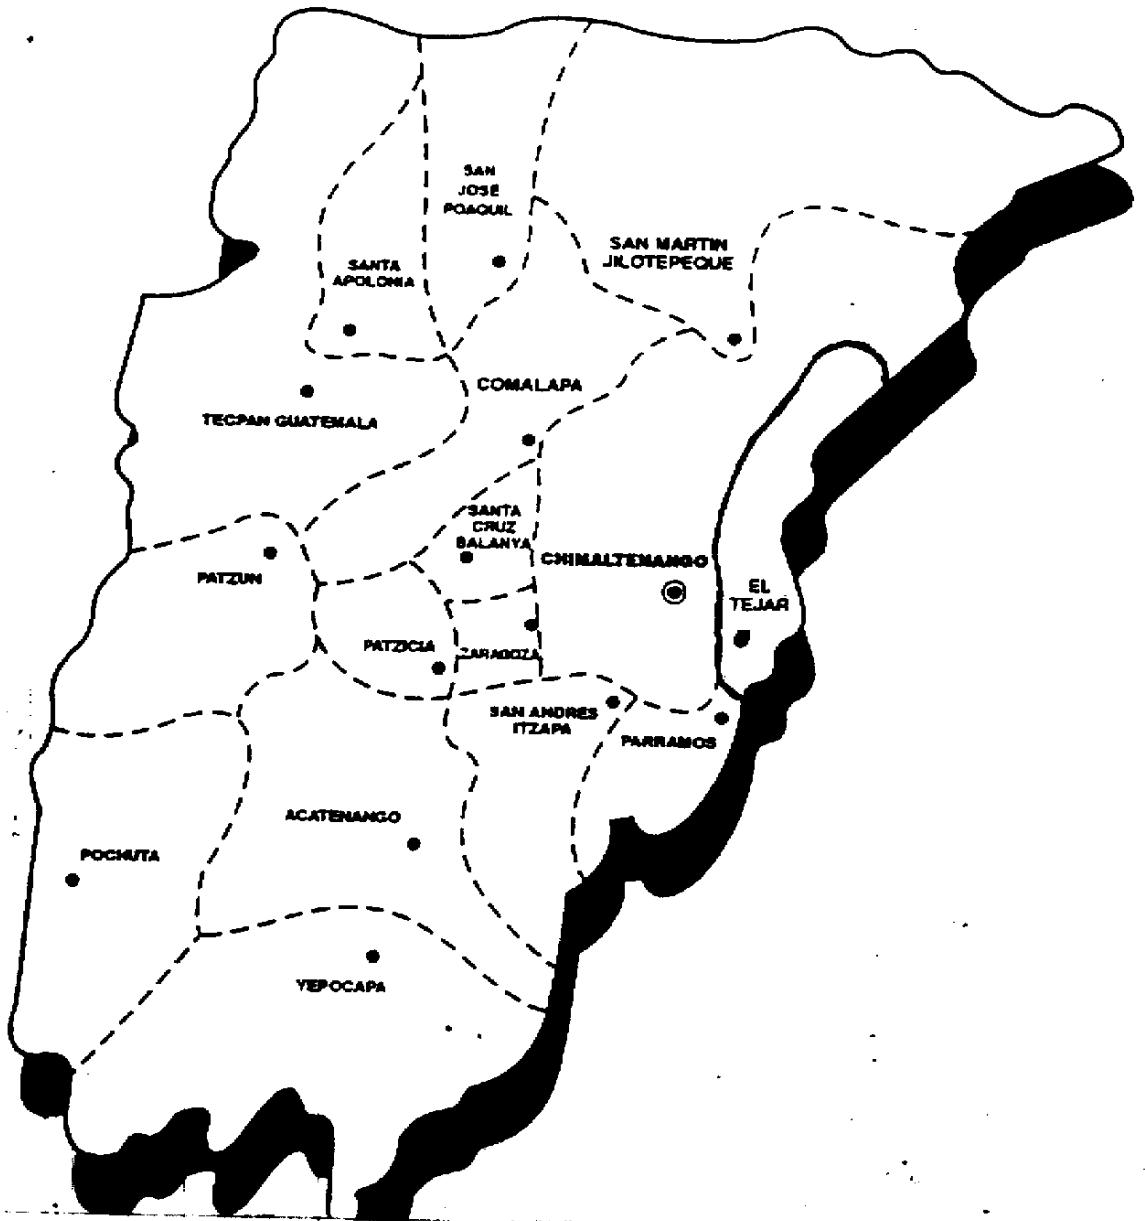 SAN
JOSE
POAQUIL
SAN MARTIN
JILOTEPEQUE
SANTA
APOLONIA
COMALAPA
TECPAN GUATEMALA
SANTA
CRUZ
BALANYA
CHIMALTENANGO
PATZUN
EL
TEJAR
PATZICIA
ZARAGOZA
SAN ANDRES
ITZAPA
PARRAMOS
ACATENANGO
POCHUTA
YEPOCAPA